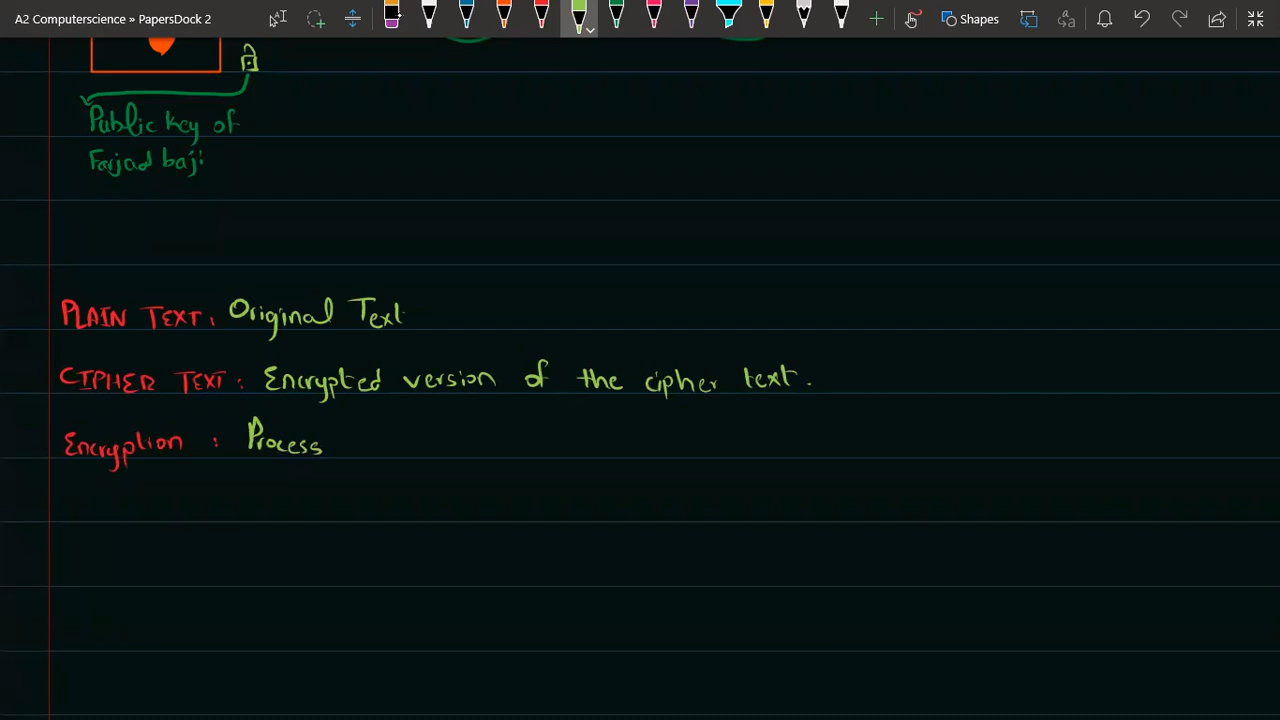 A2 Computerscience » PapersDock 2
Shapes
Public key of
Farjad baji
PLAIN TEXT : Original Text
CIPHER TEXT : Encrypted version of the cipher text.
Encryption : Process